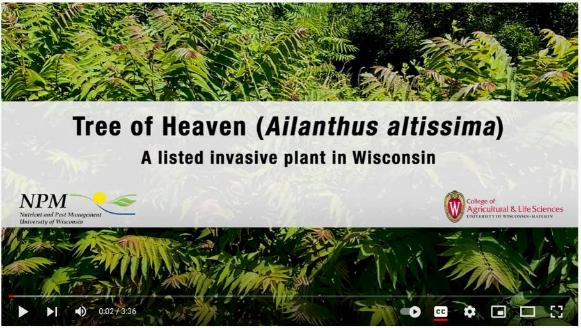 Tree of Heaven (Ailanthus altissima)
A listed invasive plant in Wisconsin
NPM
Nutrient and Pest Management
University of Wisconsin
W
College of
Agricultural & Life Sciences
UNIVERSITY OF WISCONSIN-MADISON
0:02 / 3:36
CC